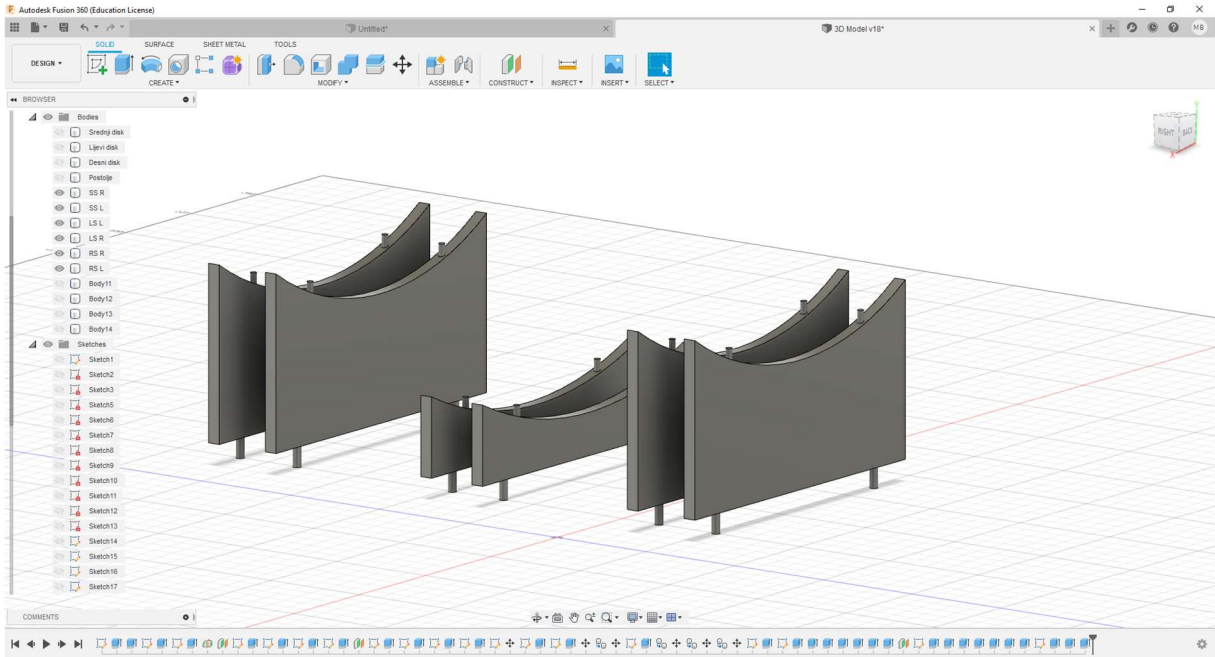 Autodesk Fusion 360 (Education License)
Untitled*
3D Model v18*
MB
SOLID SURFACE SHEET METAL TOOLS
DESIGN
CREATE MODIFY ASSEMBLE CONSTRUCT INSPECT INSERT SELECT
BROWSER
Bodies
Srednji disk
Lijevi disk
Desni disk
Postolje
SS R
SS L
LS L
LS R
RS R
RS L
Body11
Body12
Body13
Body14
Sketches
Sketch1
Sketch2
Sketch3
Sketch5
Sketch6
Sketch7
Sketch8
Sketch9
Sketch10
Sketch11
Sketch12
Sketch13
Sketch14
Sketch15
Sketch16
Sketch17
COMMENTS
RIGHT BACK
X
Y